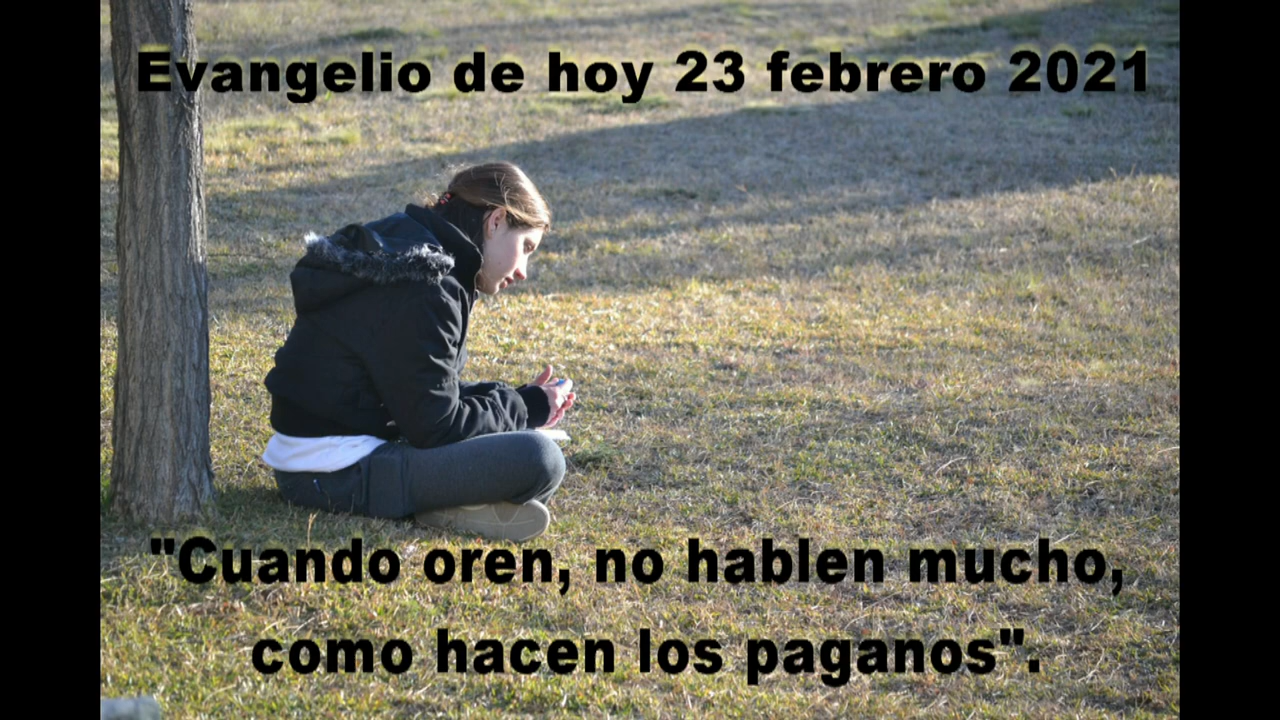 Evangelio de hoy 23 febrero 2021
"Cuando oren, no hablen mucho,
como hacen los paganos".